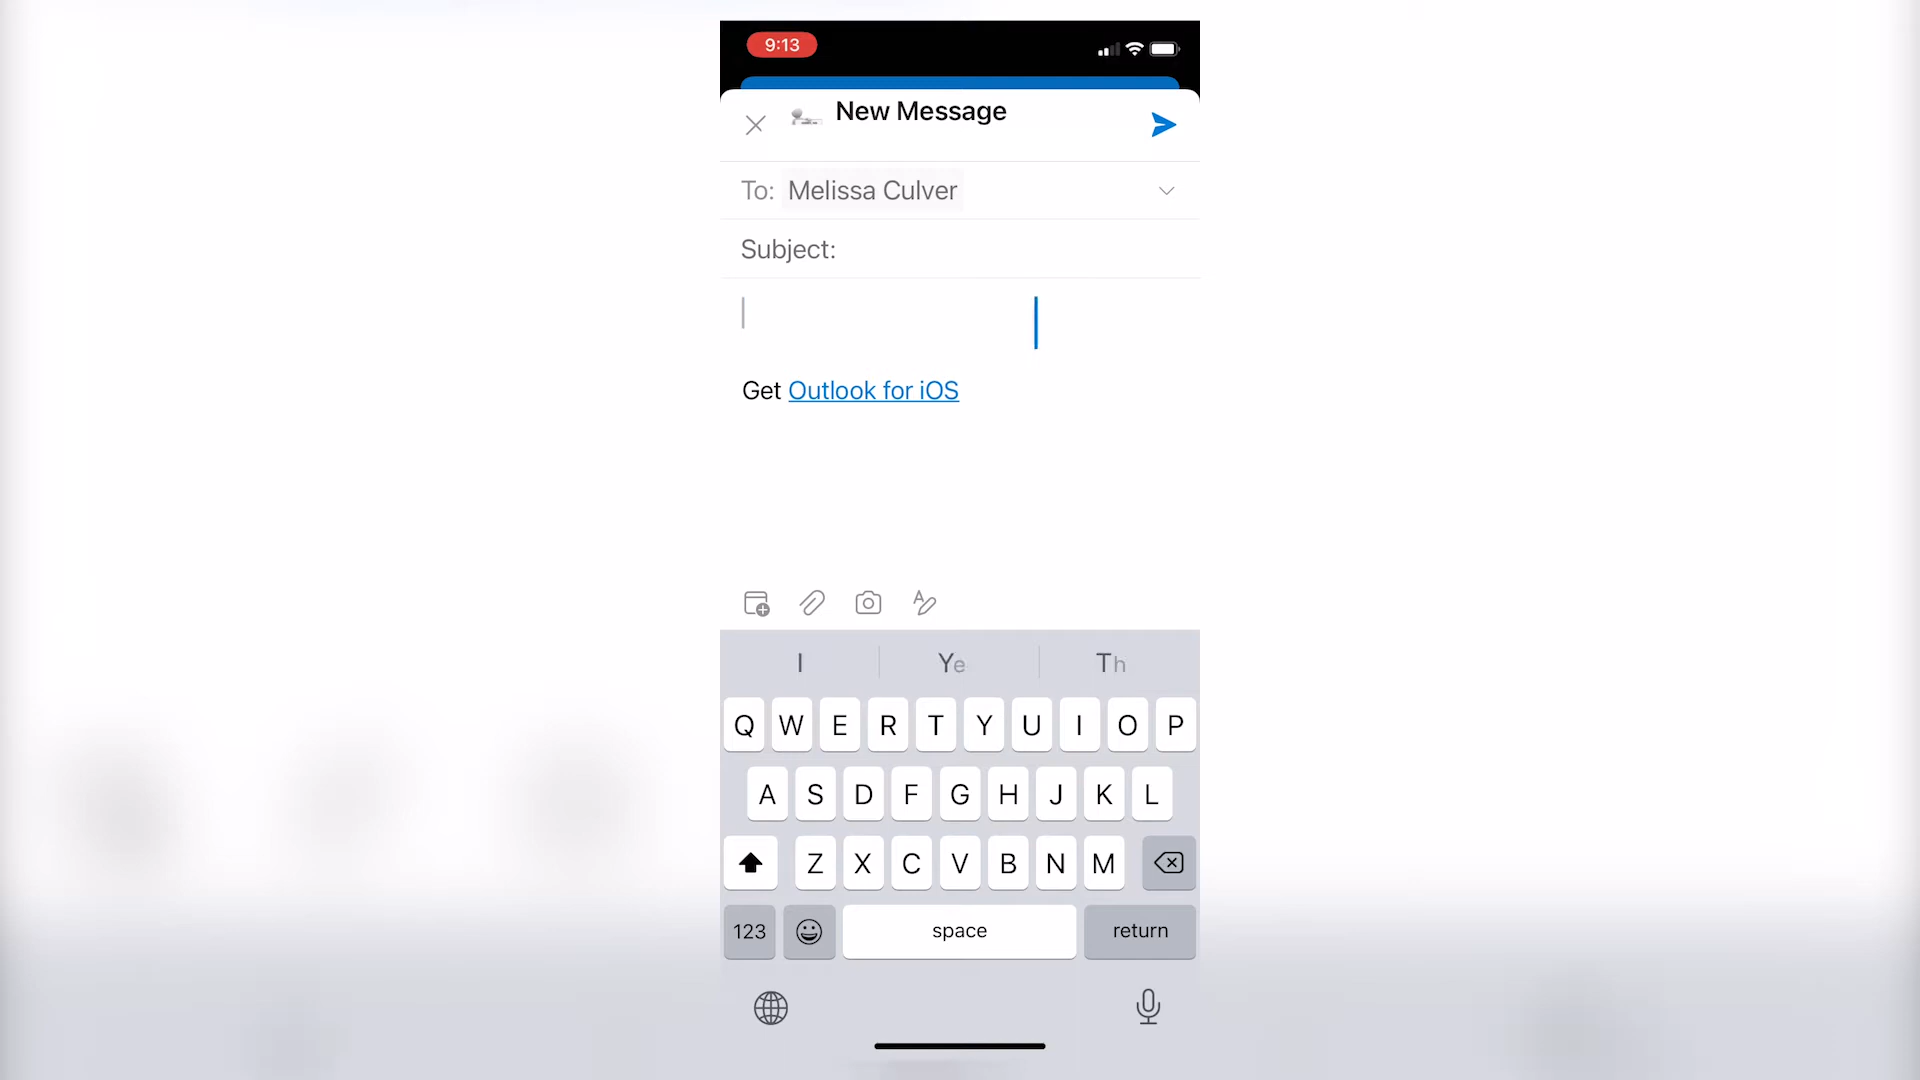 9:13
New Message
To: Melissa Culver
Subject:
Get Outlook for iOS
I Ye Th
Q W E R T Y U I O P
A S D F G H J K L
Z X C V B N M
123 space return